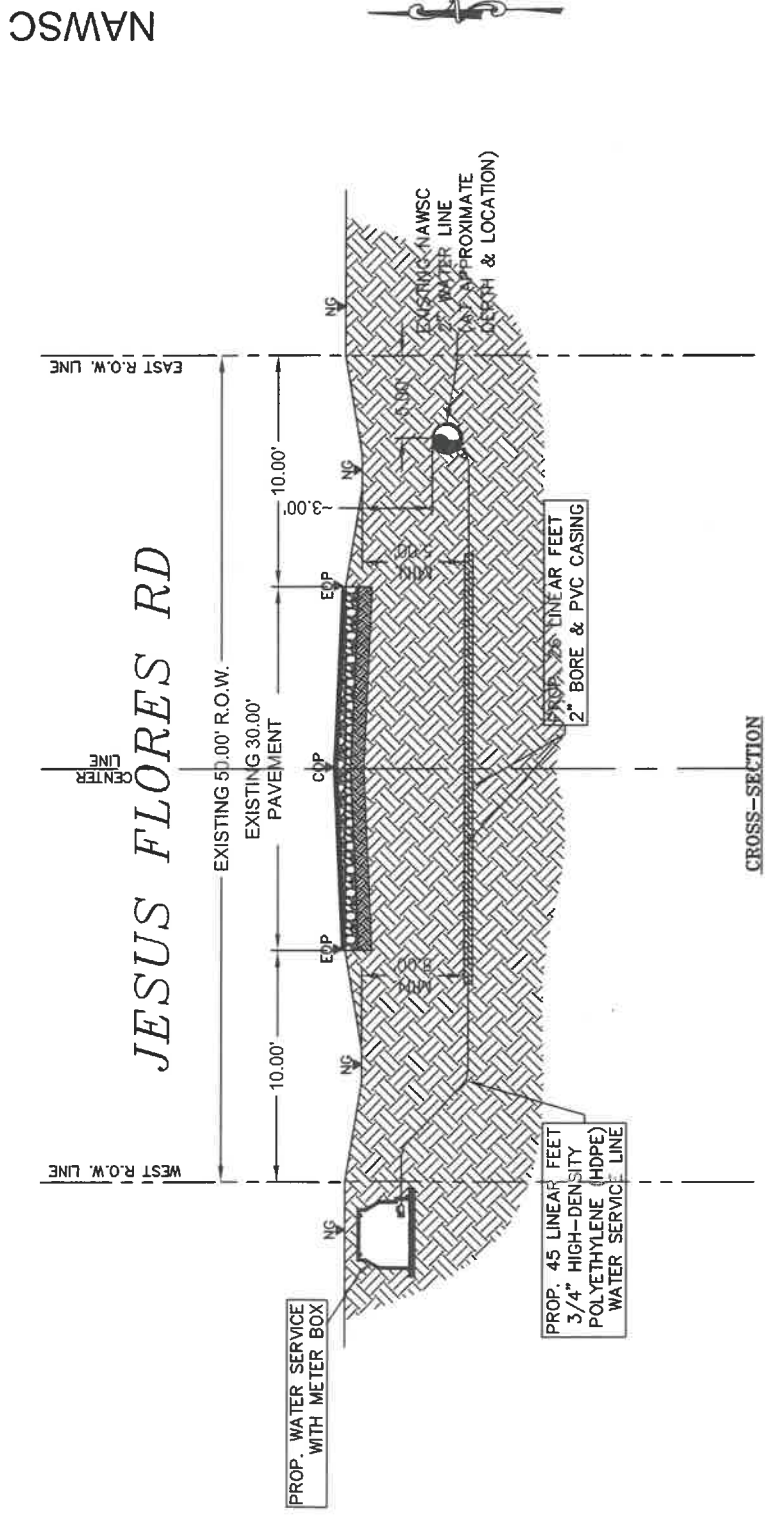 NAWSC
JESUS FLORES RD
WEST R.O.W. LINE
CENTER
LINE
EAST R.O.W. LINE
EXISTING 50.00' R.O.W.
EXISTING 30.00'
PAVEMENT
10.00'
10.00'
NG
NG
EOP
COP
EOP
NG
NG
~3.00'
5.00'
MIN
8.00'
MIN
5.00'
PROP. WATER SERVICE
WITH METER BOX
EXISTING NAWSC
2" WATER LINE
(AT APPROXIMATE
DEPTH & LOCATION)
PROP. 45 LINEAR FEET
3/4" HIGH-DENSITY
POLYETHYLENE (HDPE)
WATER SERVICE LINE
PROP. 26 LINEAR FEET
2" BORE & PVC CASING
CROSS-SECTION